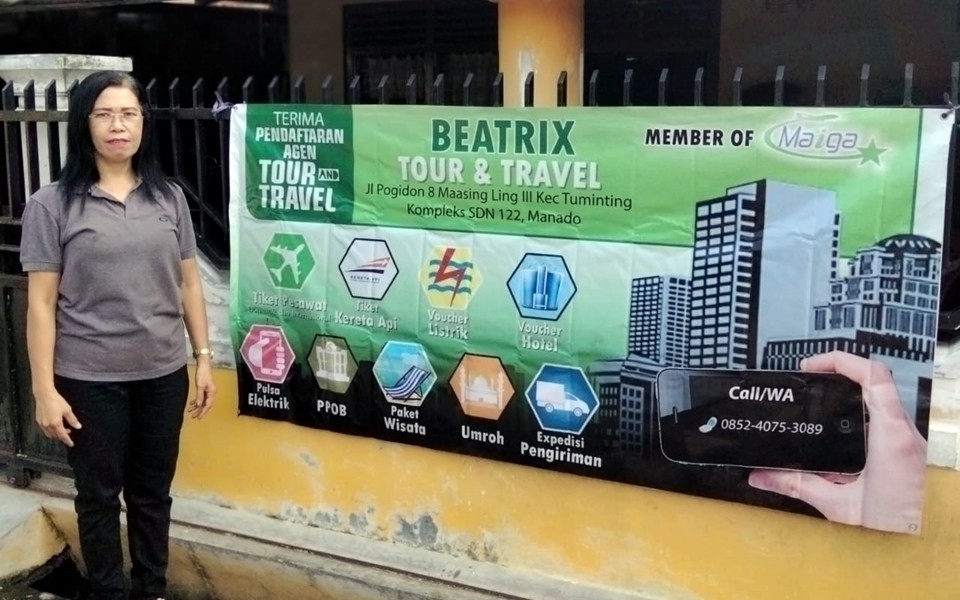 TERIMA
PENDAFTARAN
AGEN
TOUR AND
TRAVEL
BEATRIX
TOUR & TRAVEL
Jl Pogidon 8 Maasing Ling III Kec Tuminting
Kompleks SDN 122, Manado
MEMBER OF Maiga
Tiket Pesawat
KERETA API
Tiket
Kereta Api
Voucher
Listrik
Voucher
Hotel
Pulsa
Elektrik
PPOB
Paket
Wisata
Umroh
Expedisi
Pengiriman
Call/WA
0852-4075-3089